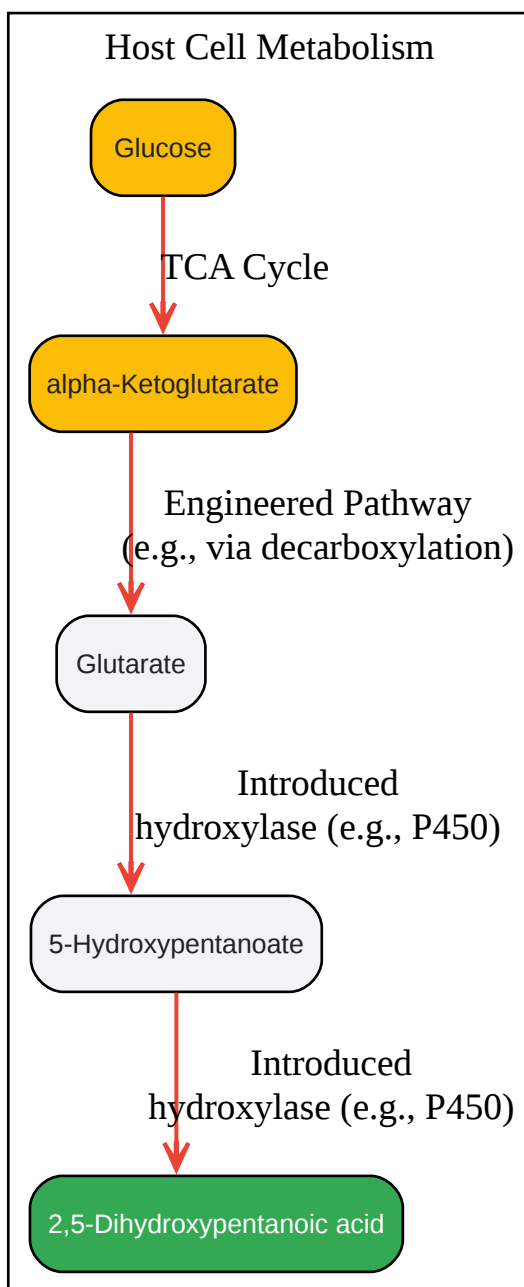 Host Cell Metabolism
Glucose
TCA Cycle
alpha-Ketoglutarate
Engineered Pathway
(e.g., via decarboxylation)
Glutarate
Introduced
hydroxylase (e.g., P450)
5-Hydroxypentanoate
Introduced
hydroxylase (e.g., P450)
2,5-Dihydroxypentanoic acid